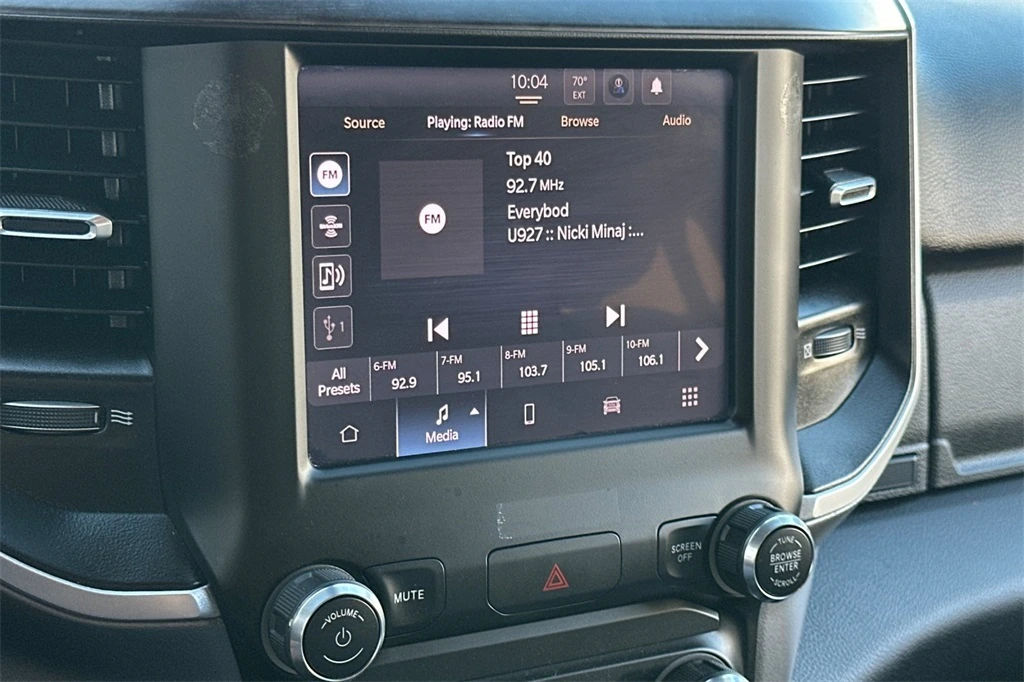 10:04
70°
EXT
Source Playing: Radio FM Browse Audio
FM
Top 40
92.7 MHz
Everybod
U927 :: Nicki Minaj :...
FM
SiriusXM
1
All
Presets
6-FM
92.9
7-FM
95.1
8-FM
103.7
9-FM
105.1
10-FM
106.1
Media
MUTE
SCREEN
OFF
VOLUME
TUNE
BROWSE
ENTER
SCROLL